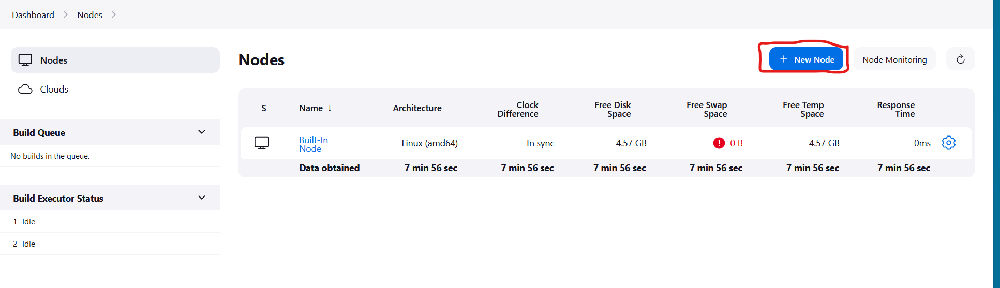 Dashboard > Nodes >
Nodes
Clouds
Build Queue
No builds in the queue.
Build Executor Status
1 Idle
2 Idle
Nodes
+ New Node
Node Monitoring
S Name ↓ Architecture Clock Difference Free Disk Space Free Swap Space Free Temp Space Response Time
Built-In Node Linux (amd64) In sync 4.57 GB ! 0 B 4.57 GB 0ms
Data obtained 7 min 56 sec 7 min 56 sec 7 min 56 sec 7 min 56 sec 7 min 56 sec 7 min 56 sec